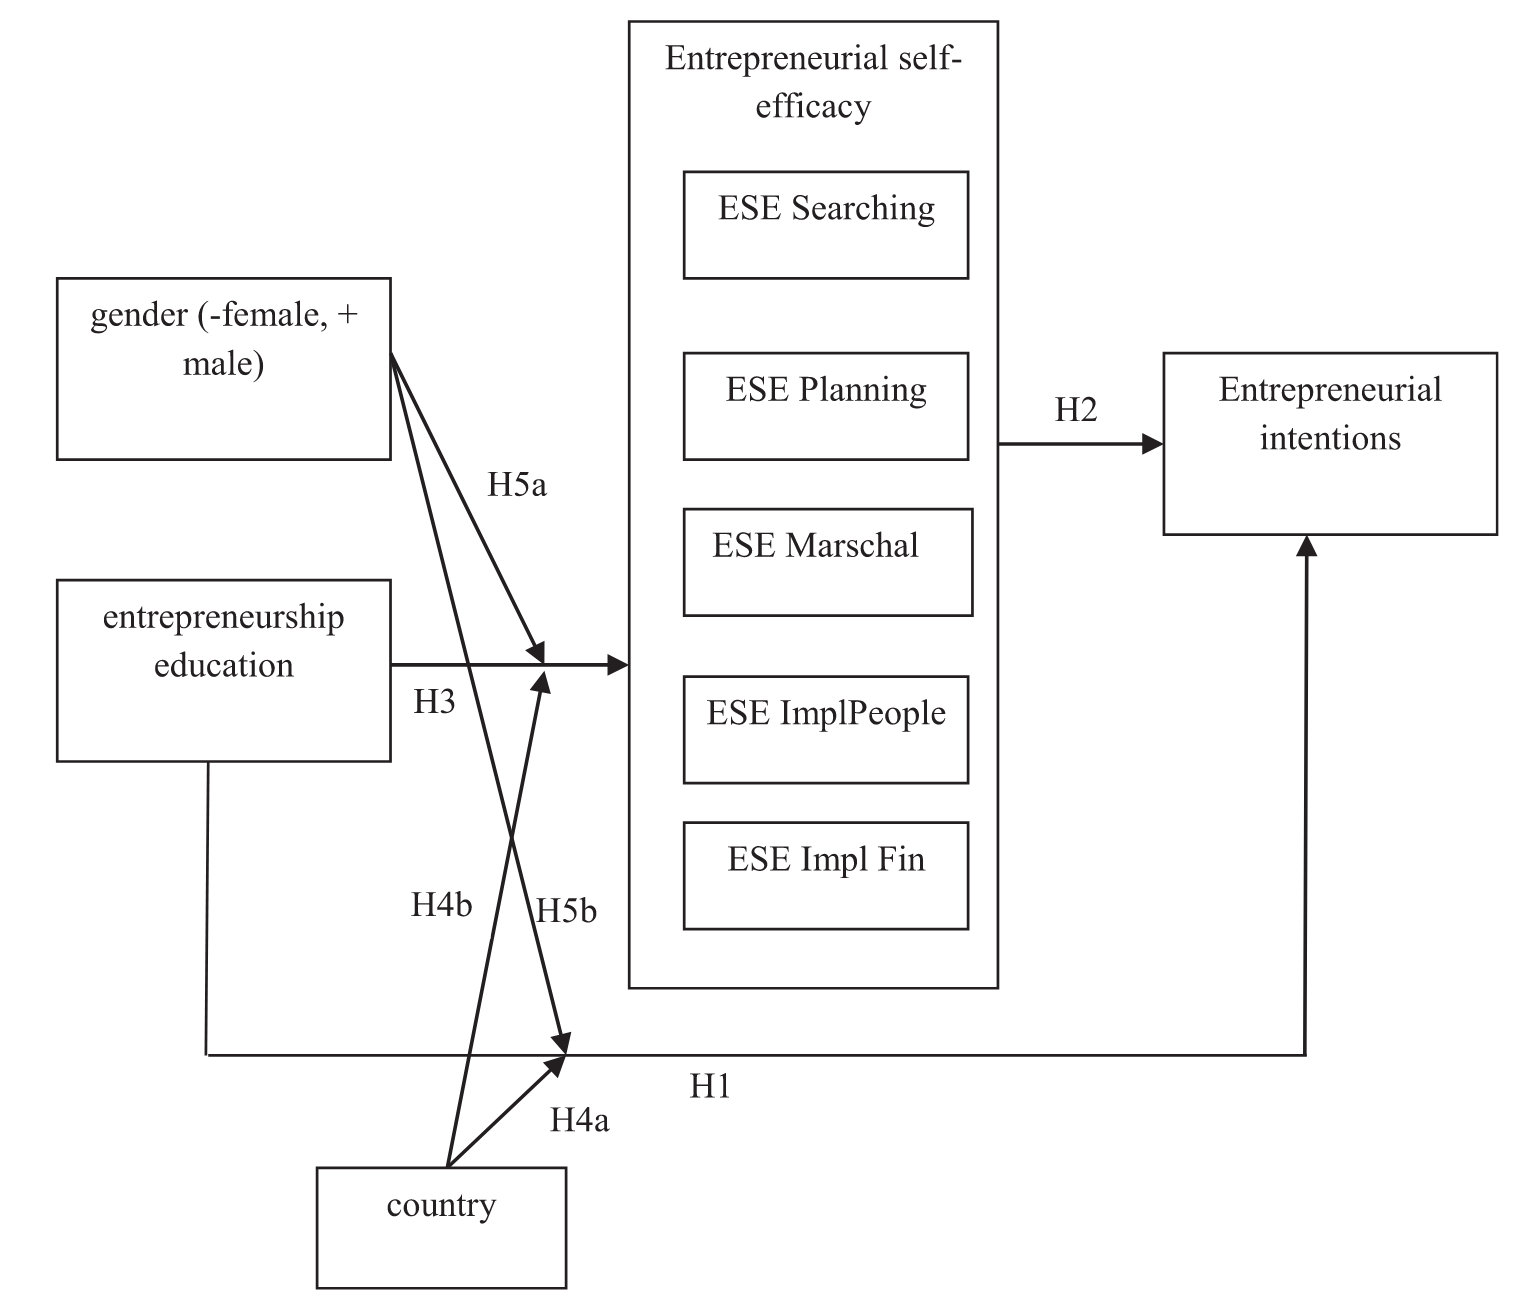 Entrepreneurial self-
efficacy
ESE Searching
gender (-female, +
male)
ESE Planning
H2
Entrepreneurial
intentions
H5a
ESE Marschal
entrepreneurship
education
H3
ESE ImplPeople
ESE Impl Fin
H4b
H5b
H1
H4a
country